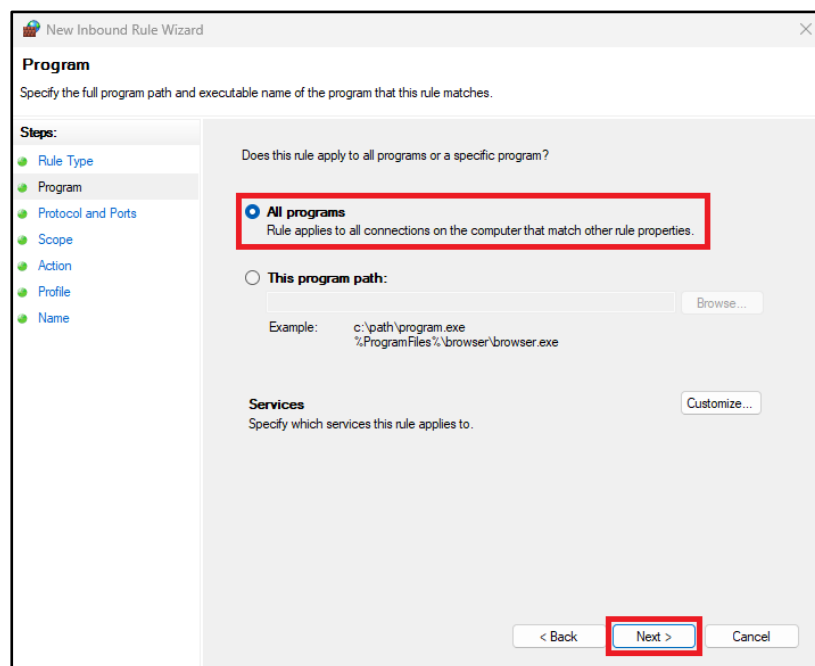 New Inbound Rule Wizard
Program
Specify the full program path and executable name of the program that this rule matches.
Steps:
Rule Type
Program
Protocol and Ports
Scope
Action
Profile
Name
Does this rule apply to all programs or a specific program?
All programs
Rule applies to all connections on the computer that match other rule properties.
This program path:
Browse...
Example:    c:\path\program.exe
%ProgramFiles%\browser\browser.exe
Services
Customize...
Specify which services this rule applies to.
< Back    Next >    Cancel